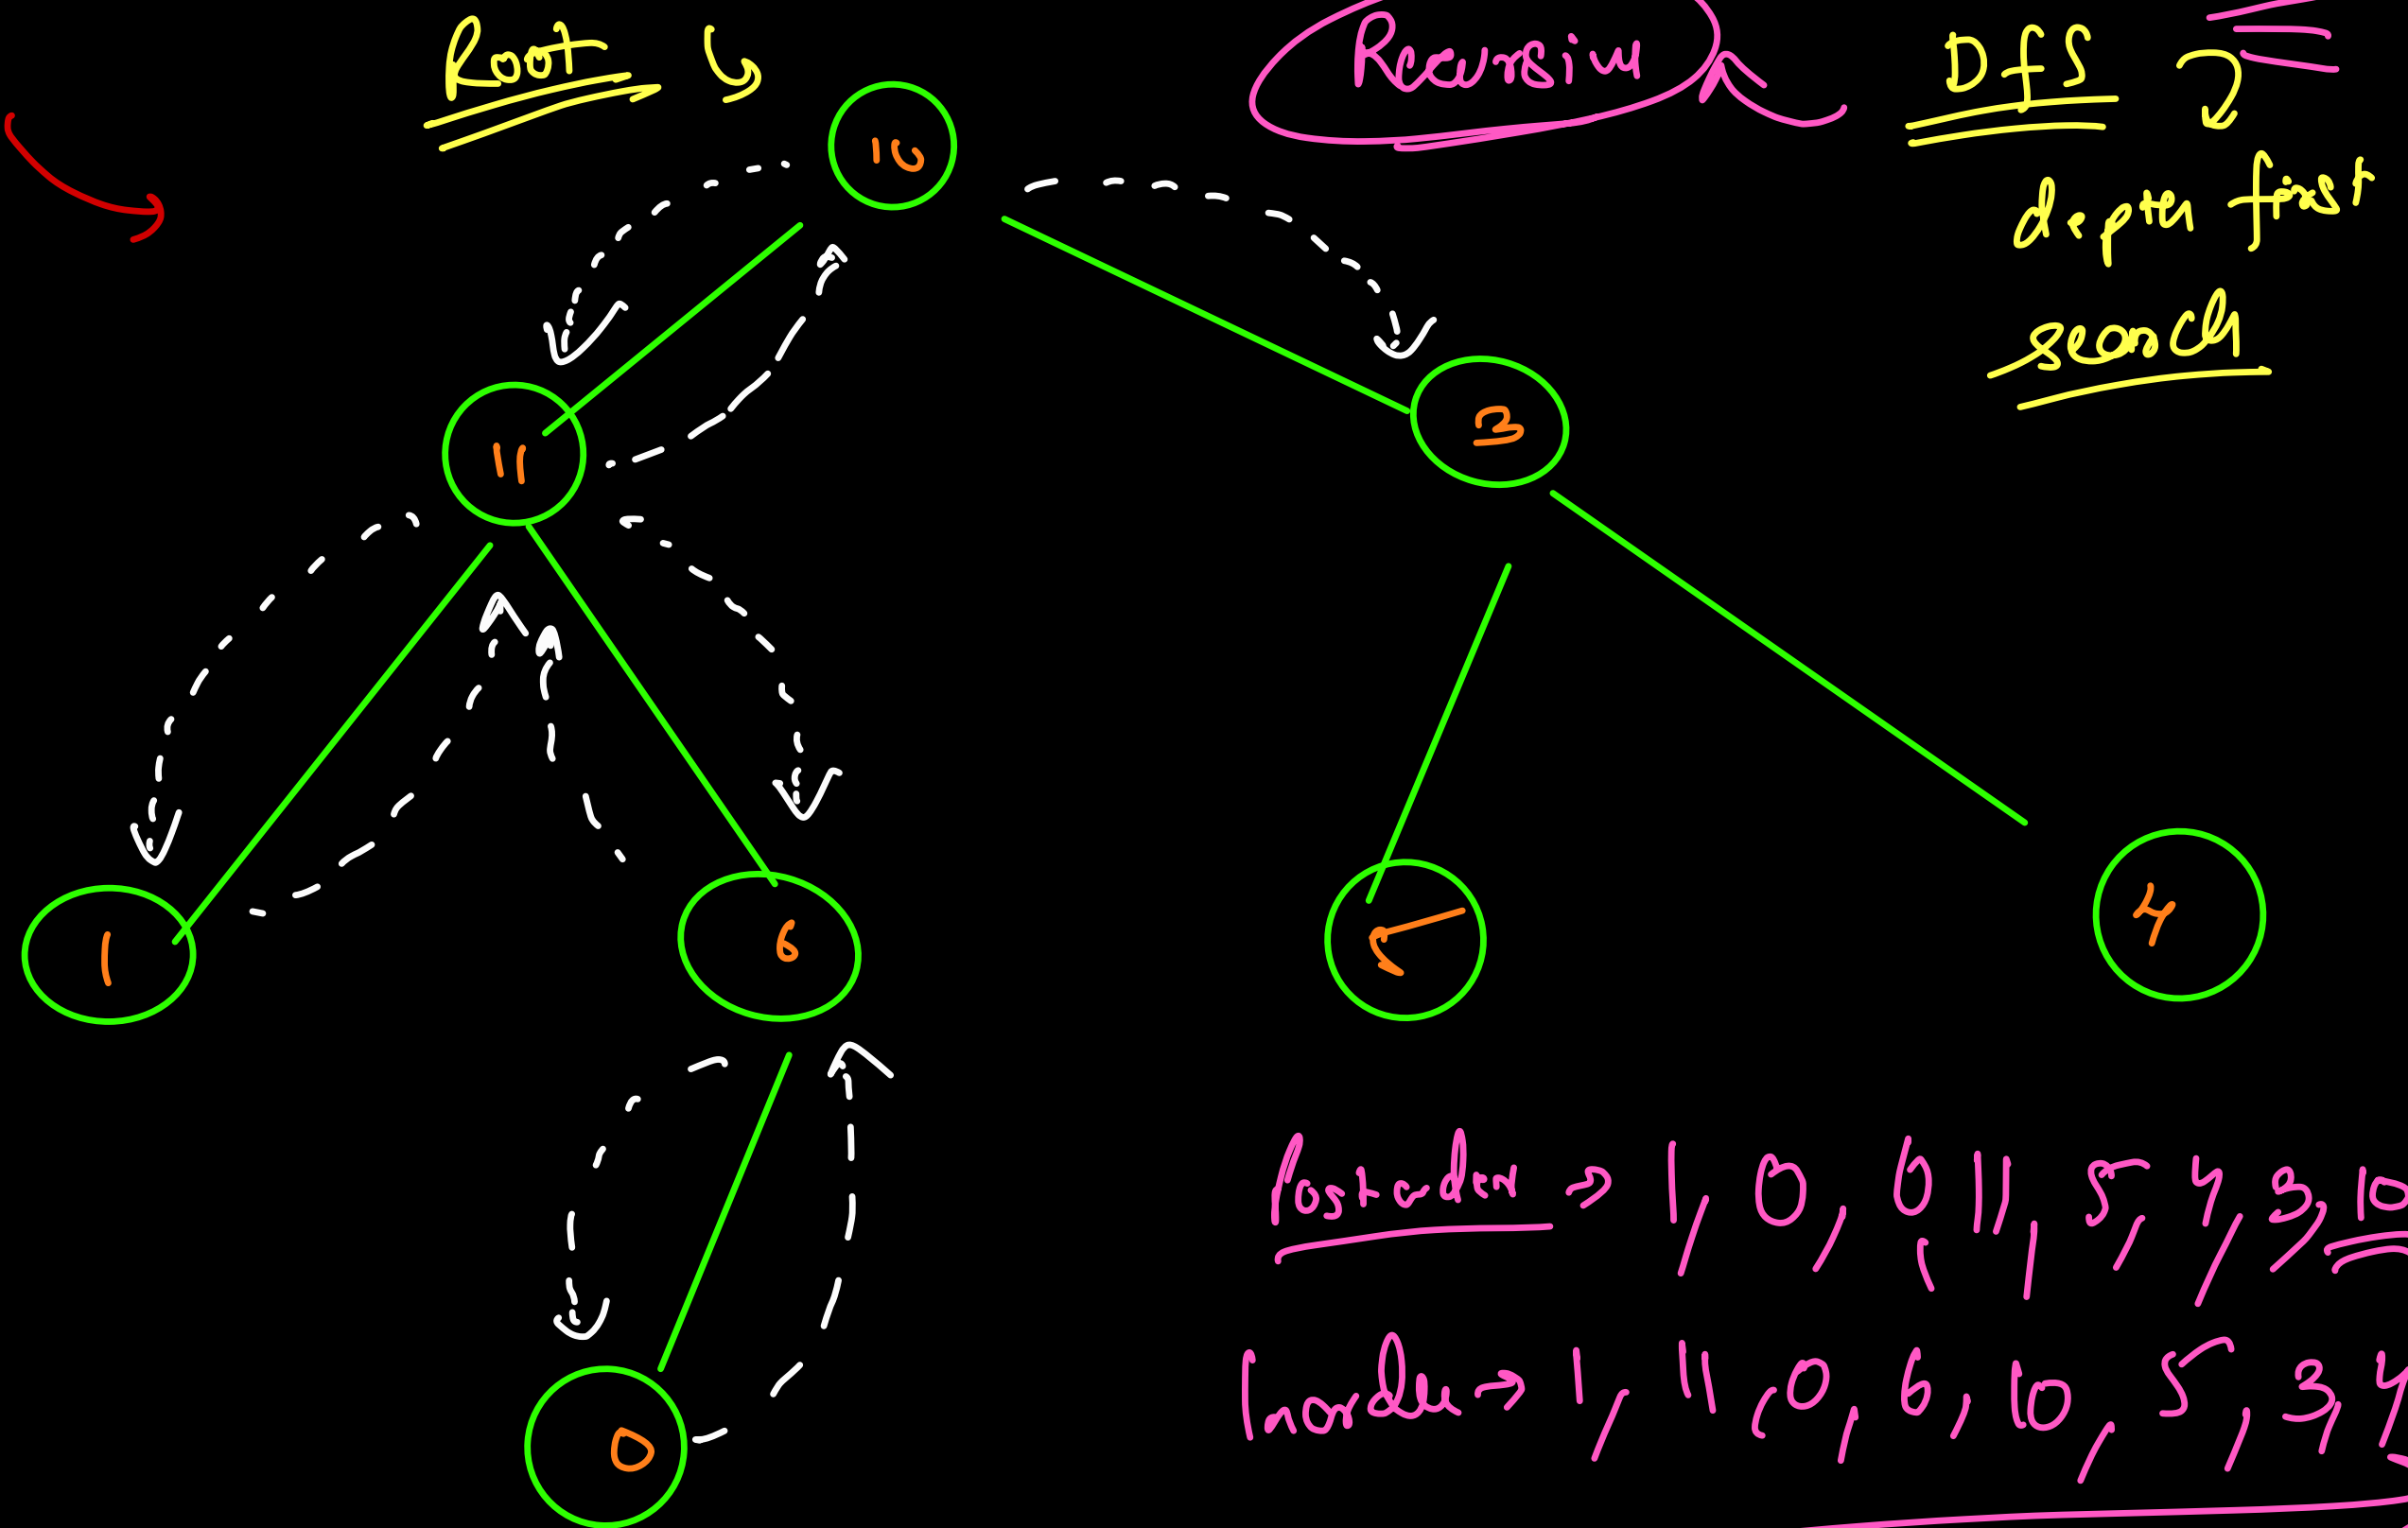 Root
Recursive
Dfs
depth first
search
10
11
3
1
6
5
4
0
Postorder → 1, 0, 6, 11, 5, 4, 3, 10
Inorder → 1, 11, 0, 6, 10, 5, 3, 4